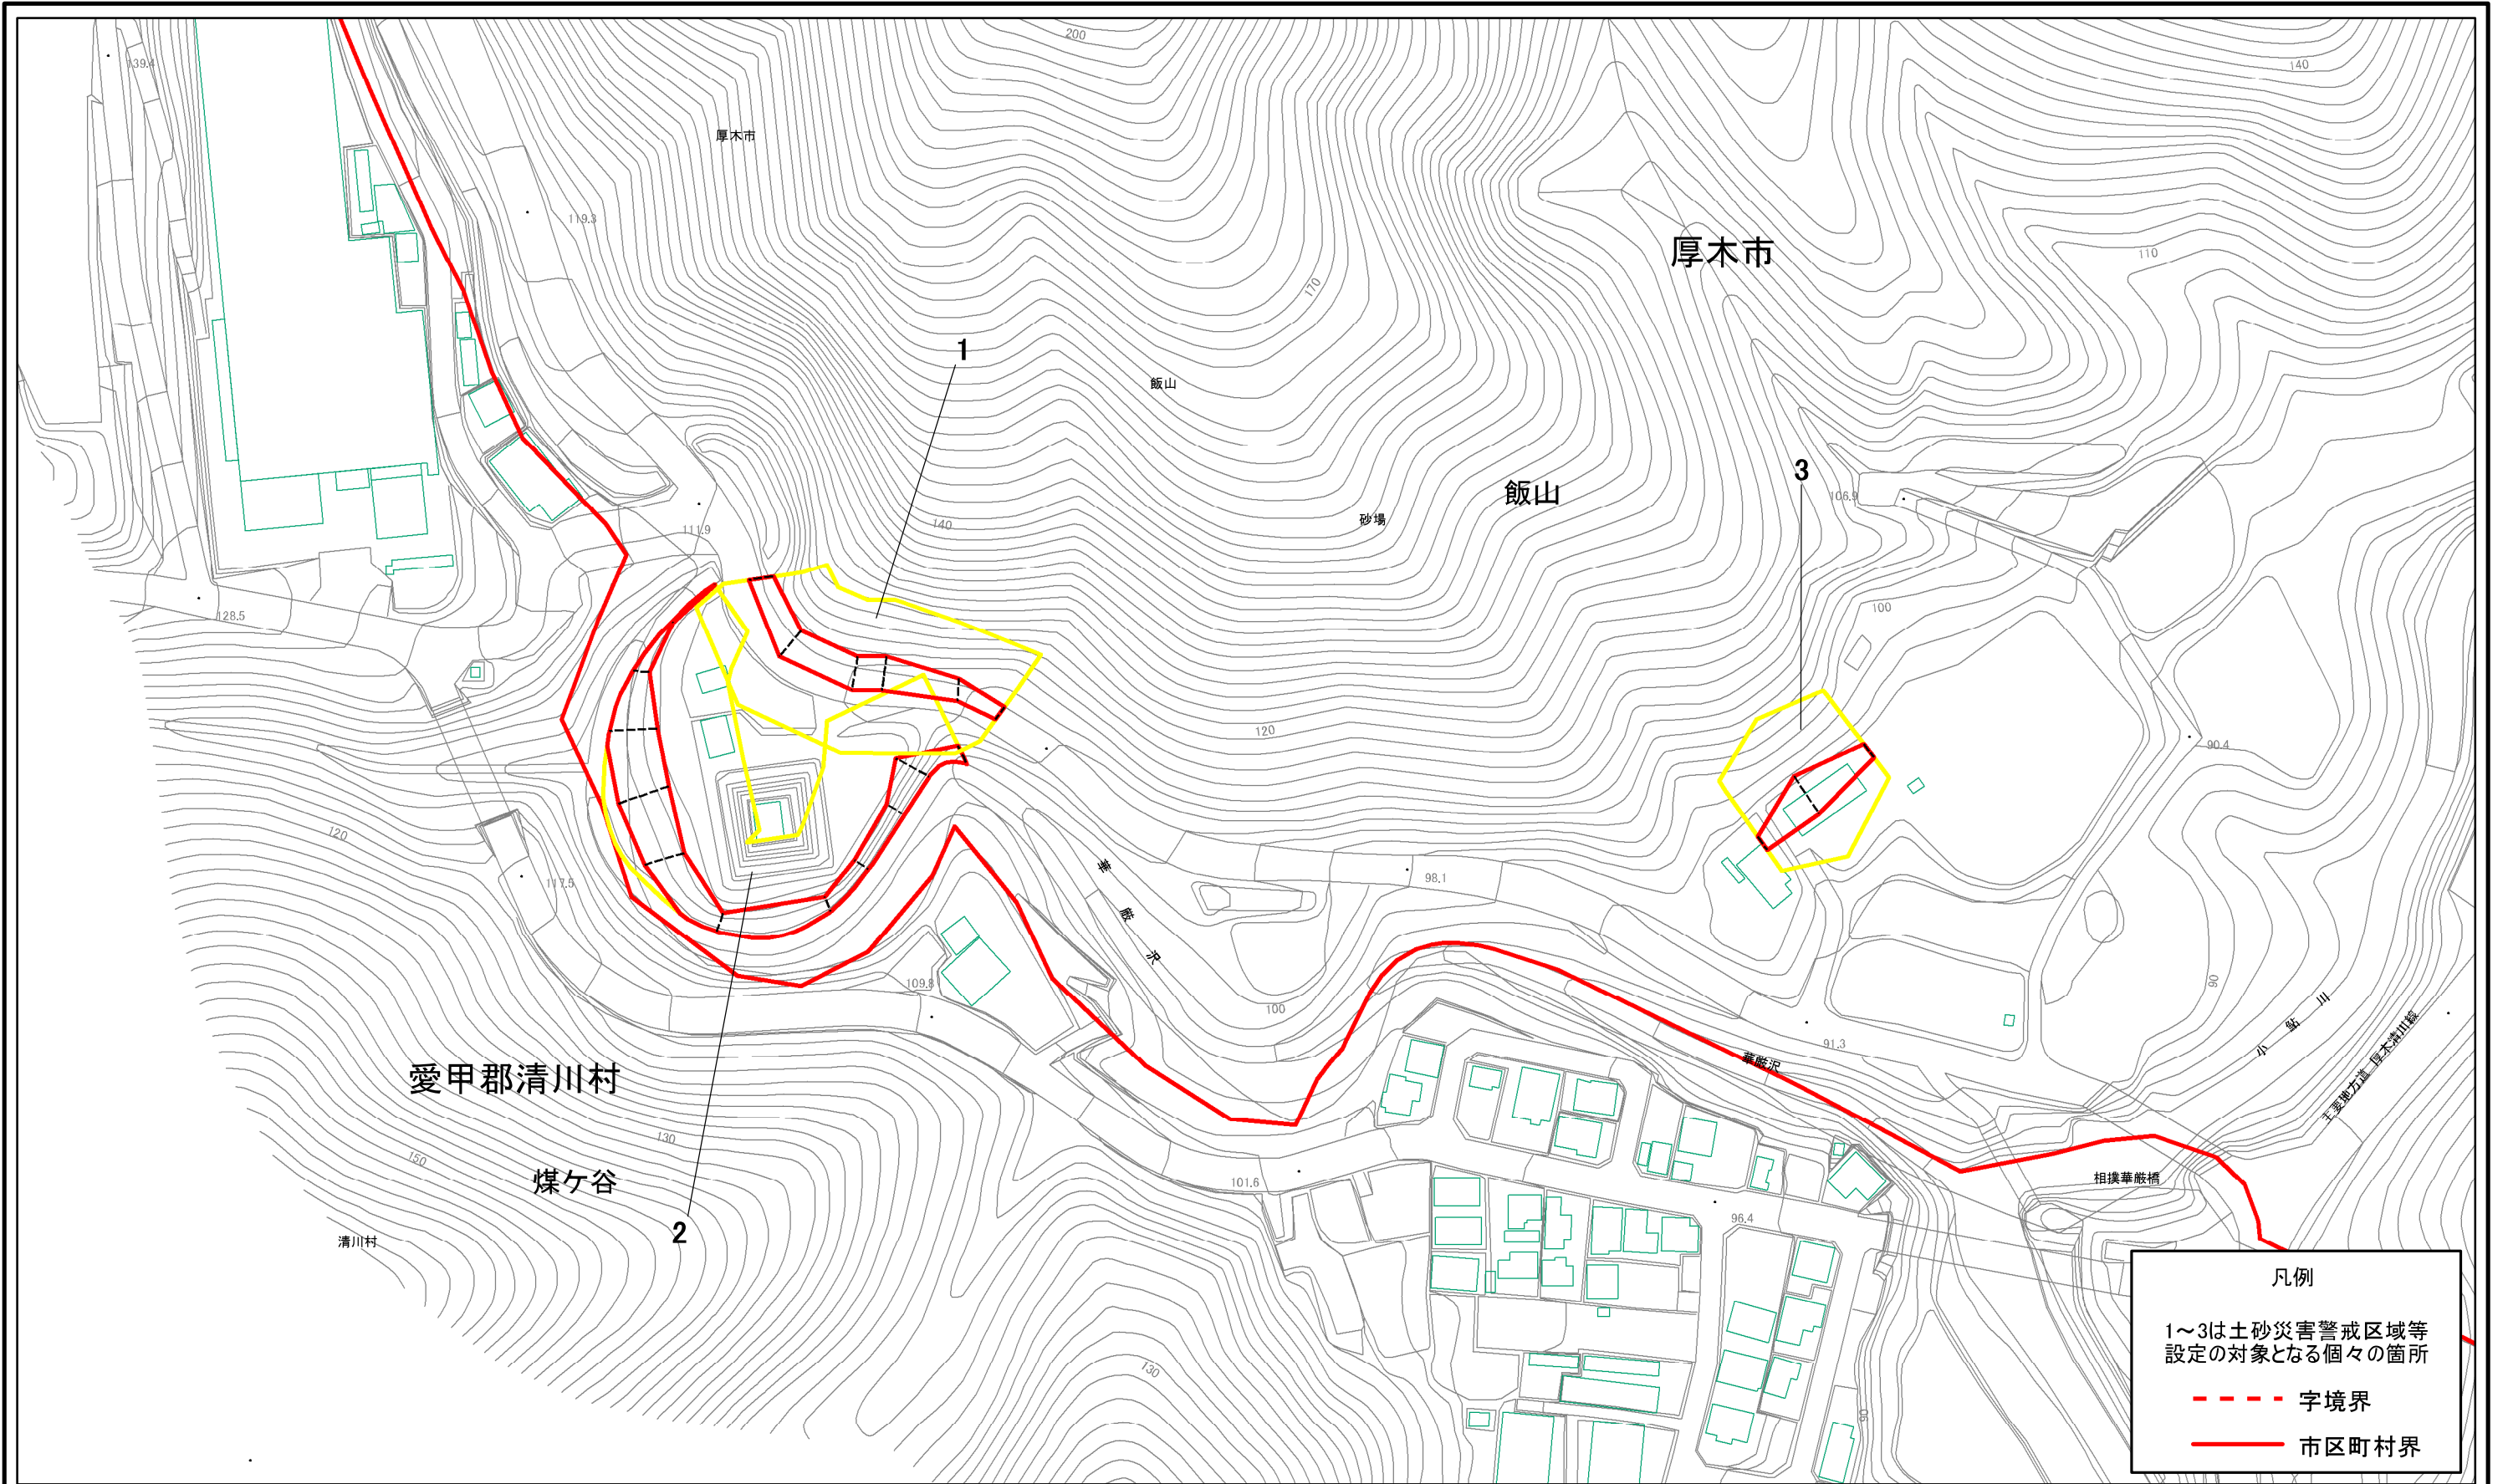 200
139.4
140
厚木市
119.3
厚木市
110
170
1
飯山
3
飯山
106.9
砂場
140
111.9
100
128.5
120
90.4
120
華
厳
沢
98.1
117.5
109.8
100
90
小鮎川
主要地方道 厚木清川線
91.3
華厳沢
愛甲郡清川村
130
150
煤ケ谷
101.6
相撲華厳橋
96.4
2
清川村
130
90
凡例
1～3は土砂災害警戒区域等
設定の対象となる個々の箇所
字境界
市区町村界